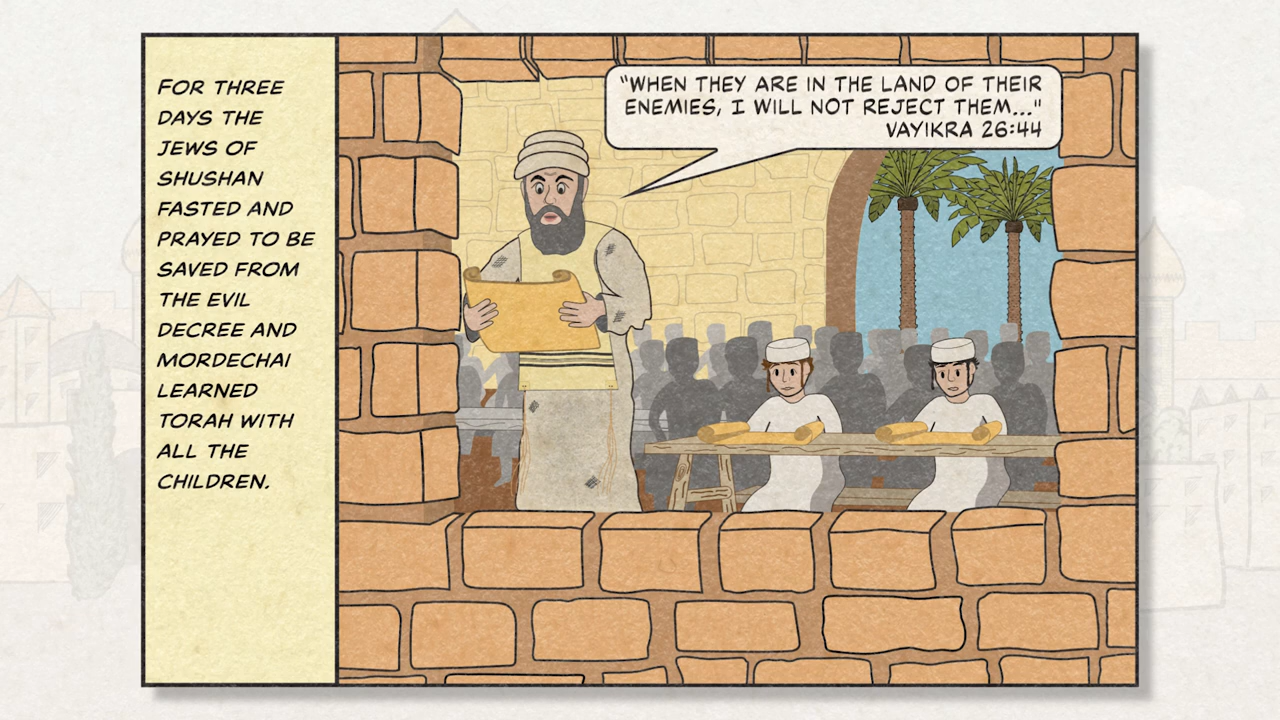 FOR THREE
DAYS THE
JEWS OF
SHUSHAN
FASTED AND
PRAYED TO BE
SAVED FROM
THE EVIL
DECREE AND
MORDECHAI
LEARNED
TORAH WITH
ALL THE
CHILDREN.
"WHEN THEY ARE IN THE LAND OF THEIR
ENEMIES, I WILL NOT REJECT THEM..."
VAYIKRA 26:44